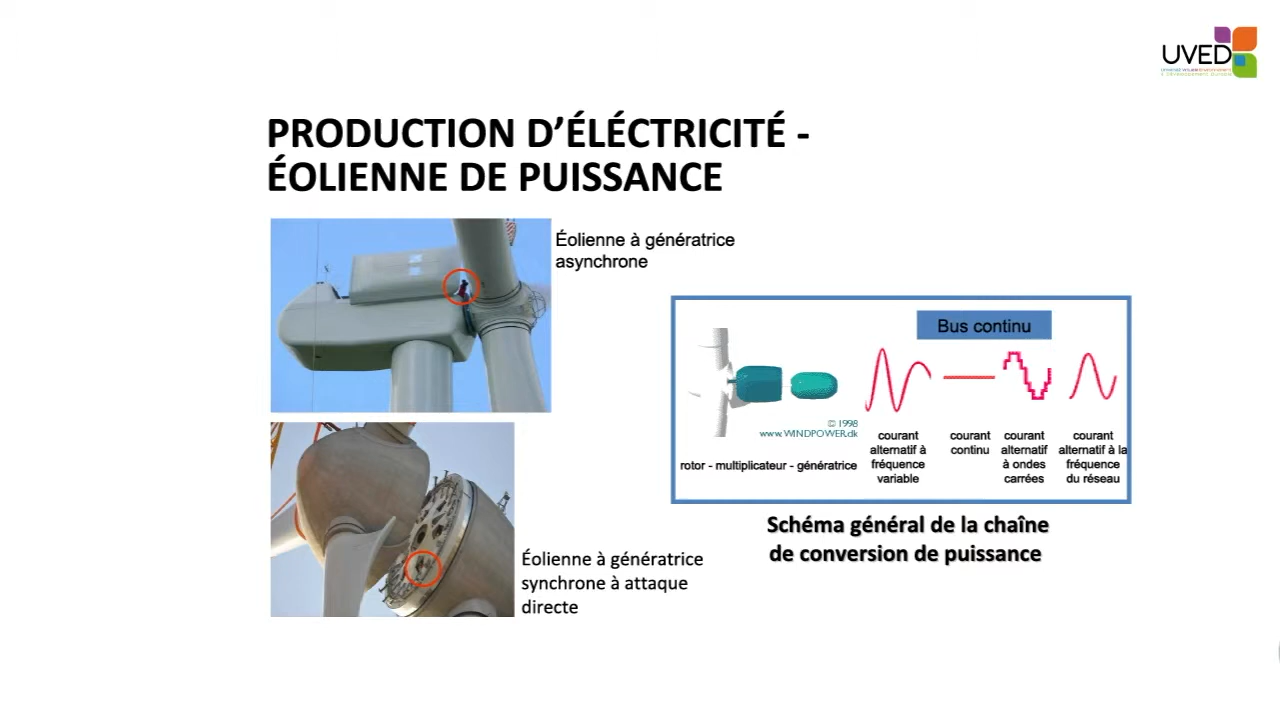 UVED
PRODUCTION D’ÉLÉCTRICITÉ -
ÉOLIENNE DE PUISSANCE
Éolienne à génératrice
asynchrone
Bus continu
© 1998
www.WINDPOWER.dk
rotor - multiplicateur - génératrice
courant
alternatif à
fréquence
variable
courant
continu
courant
alternatif
à ondes
carrées
courant
alternatif à la
fréquence
du réseau
Schéma général de la chaîne
de conversion de puissance
Éolienne à génératrice
synchrone à attaque
directe